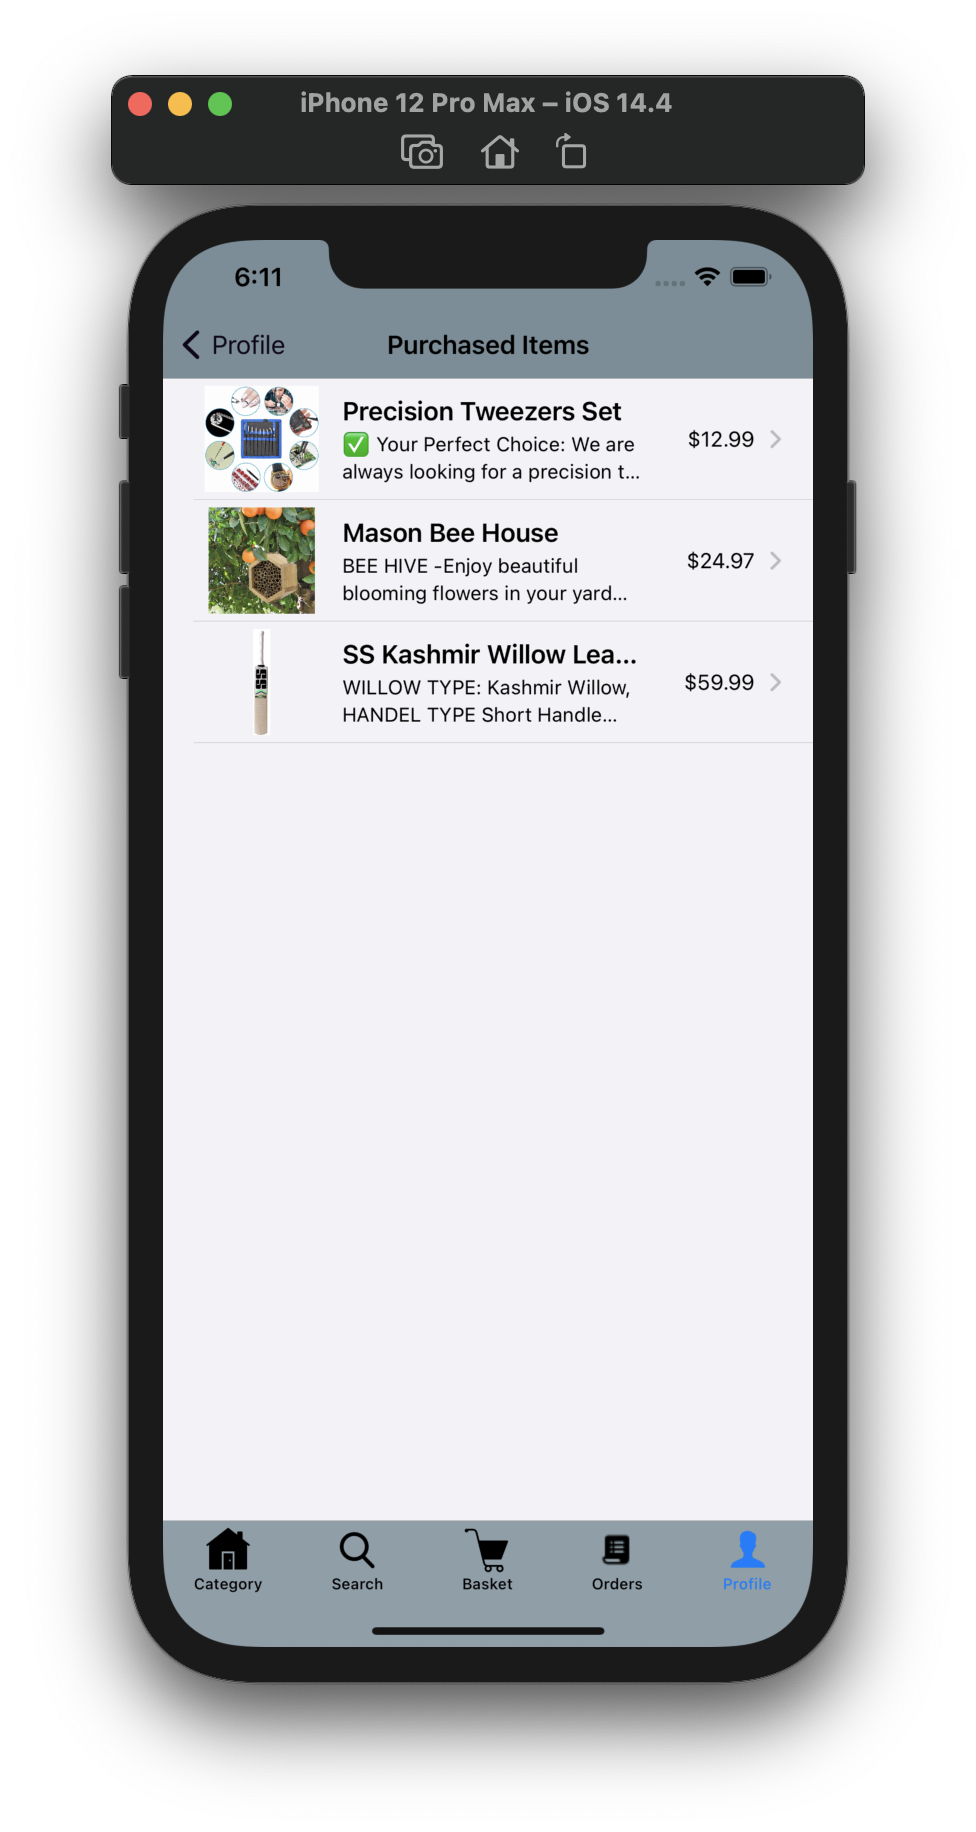 iPhone 12 Pro Max – iOS 14.4
6:11
Profile
Purchased Items
Precision Tweezers Set
✅ Your Perfect Choice: We are
always looking for a precision t...
$12.99
Mason Bee House
BEE HIVE -Enjoy beautiful
blooming flowers in your yard...
$24.97
SS Kashmir Willow Lea...
WILLOW TYPE: Kashmir Willow,
HANDEL TYPE Short Handle...
$59.99
Category
Search
Basket
Orders
Profile